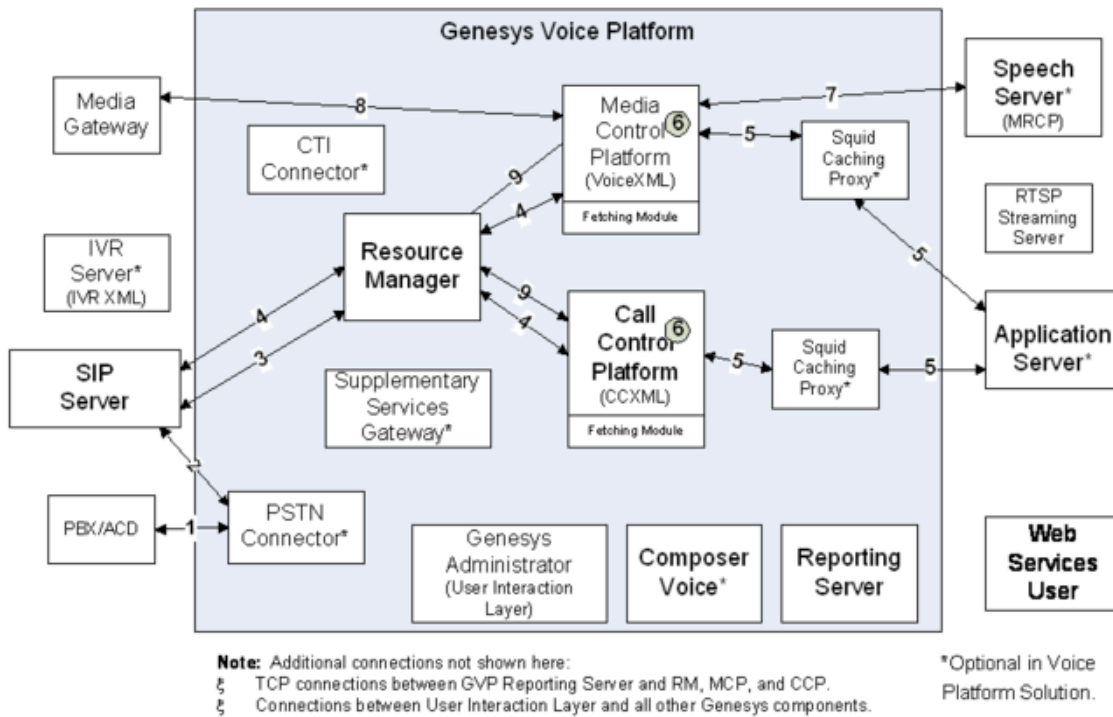 Genesys Voice Platform
Media
Gateway
8
CTI
Connector*
Media
Control
Platform
(VoiceXML)
6
Fetching Module
7
Speech
Server*
(MRCP)
5
Squid
Caching
Proxy*
RTSP
Streaming
Server
9
4
IVR
Server*
(IVR XML)
Resource
Manager
5
4
3
9
4
Call
Control
Platform
(CCXML)
6
Fetching Module
5
Squid
Caching
Proxy*
5
Application
Server*
SIP
Server
Supplementary
Services
Gateway*
2
PBX/ACD
1
PSTN
Connector*
Genesys
Administrator
(User Interaction
Layer)
Composer
Voice*
Reporting
Server
Web
Services
User
Note: Additional connections not shown here:
ξ TCP connections between GVP Reporting Server and RM, MCP, and CCP.
ξ Connections between User Interaction Layer and all other Genesys components.
*Optional in Voice
Platform Solution.